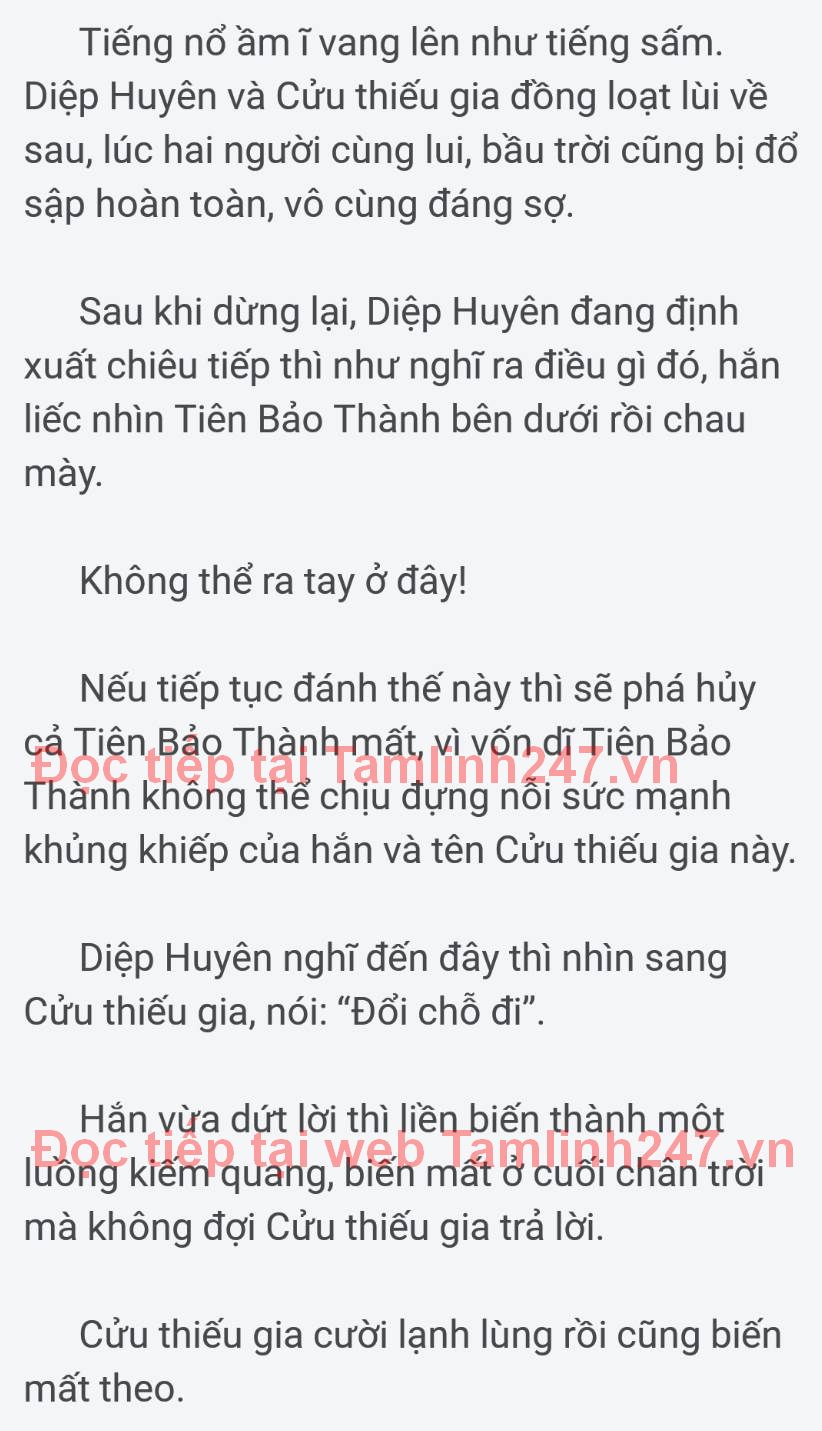 Tiếng nổ ầm ĩ vang lên như tiếng sấm.
Diệp Huyên và Cửu thiếu gia đồng loạt lùi về
sau, lúc hai người cùng lui, bầu trời cũng bị đổ
sập hoàn toàn, vô cùng đáng sợ.
Sau khi dừng lại, Diệp Huyên đang định
xuất chiêu tiếp thì như nghĩ ra điều gì đó, hắn
liếc nhìn Tiên Bảo Thành bên dưới rồi chau
mày.
Không thể ra tay ở đây!
Nếu tiếp tục đánh thế này thì sẽ phá hủy
cả Tiên Bảo Thành mất, vì vốn dĩ Tiên Bảo
Đọc tiếp tại Tamlinh247.vn
Thành không thể chịu đựng nỗi sức mạnh
khủng khiếp của hắn và tên Cửu thiếu gia này.
Diệp Huyên nghĩ đến đây thì nhìn sang
Cửu thiếu gia, nói: “Đổi chỗ đi”.
Hắn vừa dứt lời thì liền biến thành một
Đọc tiếp tại web Tamlinh247.vn
luồng kiếm quang, biến mất ở cuối chân trời
mà không đợi Cửu thiếu gia trả lời.
Cửu thiếu gia cười lạnh lùng rồi cũng biến
mất theo.